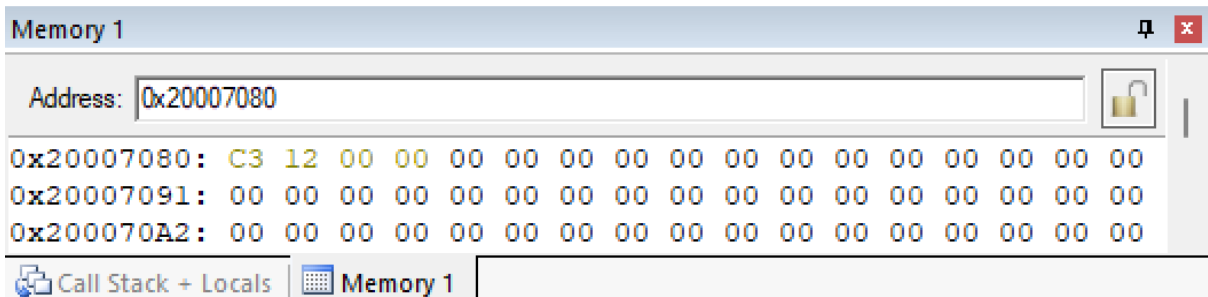 Memory 1
Address: 0x20007080
0x20007080: C3 12 00 00 00 00 00 00 00 00 00 00 00 00 00 00 00
0x20007091: 00 00 00 00 00 00 00 00 00 00 00 00 00 00 00 00 00
0x200070A2: 00 00 00 00 00 00 00 00 00 00 00 00 00 00 00 00 00
Call Stack + Locals Memory 1